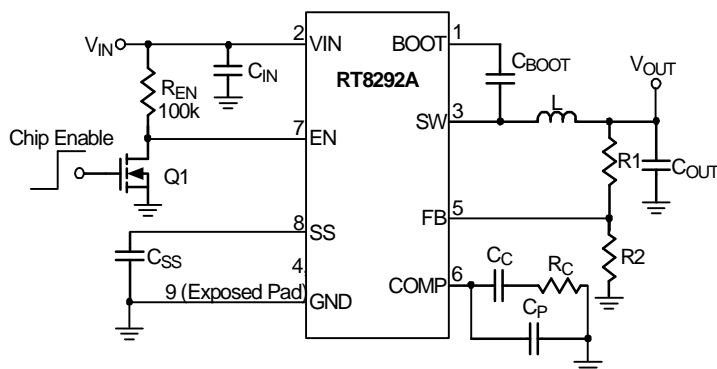 VIN
2
VIN
BOOT
1
CIN
RT8292A
CBOOT
VOUT
REN
100k
SW
3
L
Chip Enable
7
EN
R1
COUT
Q1
8
SS
FB
5
CSS
4,
9 (Exposed Pad)
GND
COMP
6
CC
RC
R2
CP